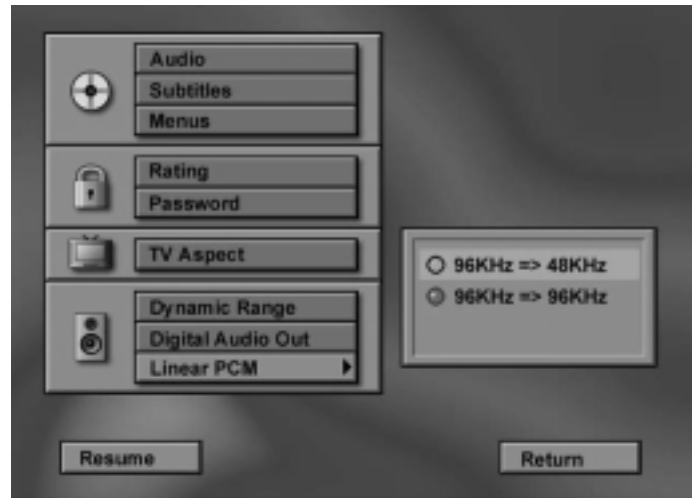 Audio
Subtitles
Menus
Rating
Password
TV Aspect
Dynamic Range
Digital Audio Out
Linear PCM
96KHz => 48KHz
96KHz => 96KHz
Resume
Return